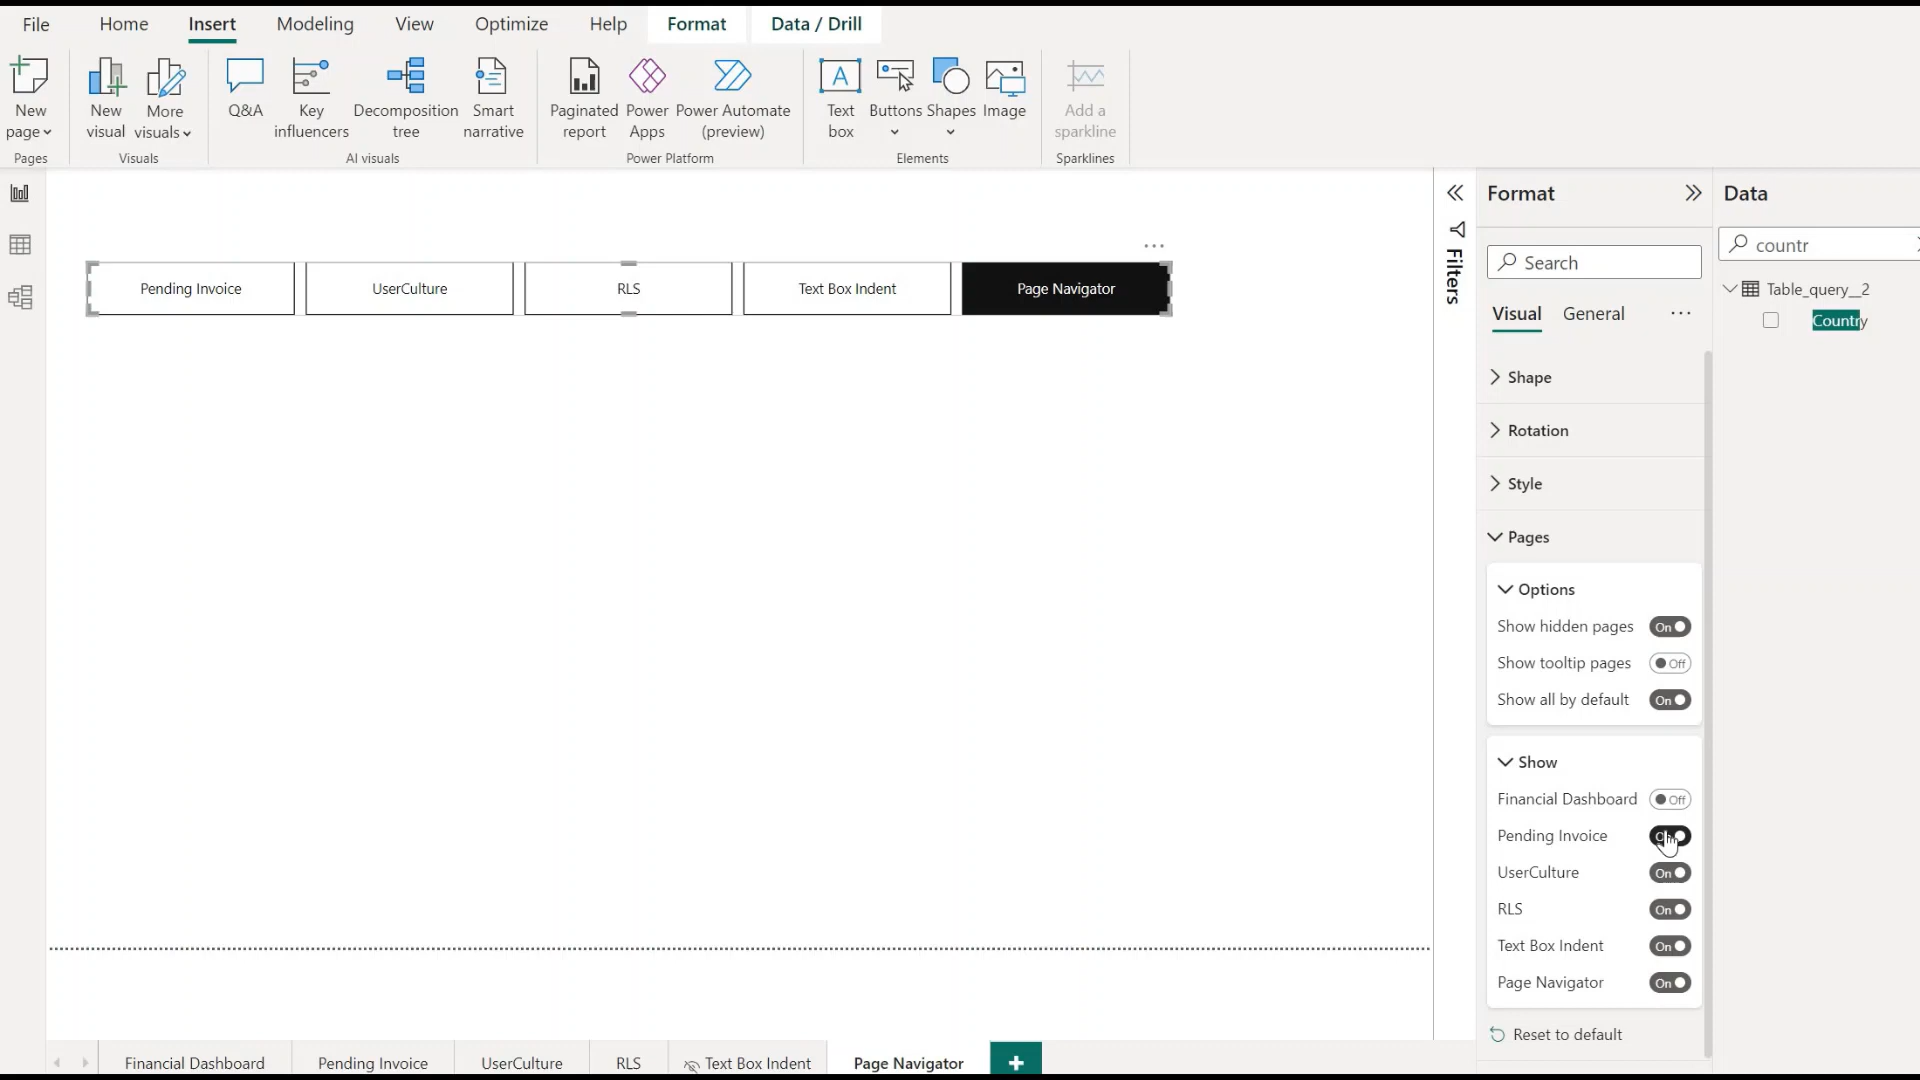 File Home Insert Modeling View Optimize Help Format Data / Drill
New page
New visual
More visuals
Q&A
Key influencers
Decomposition tree
Smart narrative
Paginated report
Power Apps
Power Automate (preview)
Text box
Buttons
Shapes
Image
Add a sparkline
Pages Visuals AI visuals Power Platform Elements Sparklines
Pending Invoice UserCulture RLS Text Box Indent Page Navigator
Filters
Format
Search
Visual General
Shape
Rotation
Style
Pages
Options
Show hidden pages On
Show tooltip pages Off
Show all by default On
Show
Financial Dashboard Off
Pending Invoice
UserCulture On
RLS On
Text Box Indent On
Page Navigator On
Reset to default
Data
countr
Table_query__2
Country
Financial Dashboard Pending Invoice UserCulture RLS Text Box Indent Page Navigator